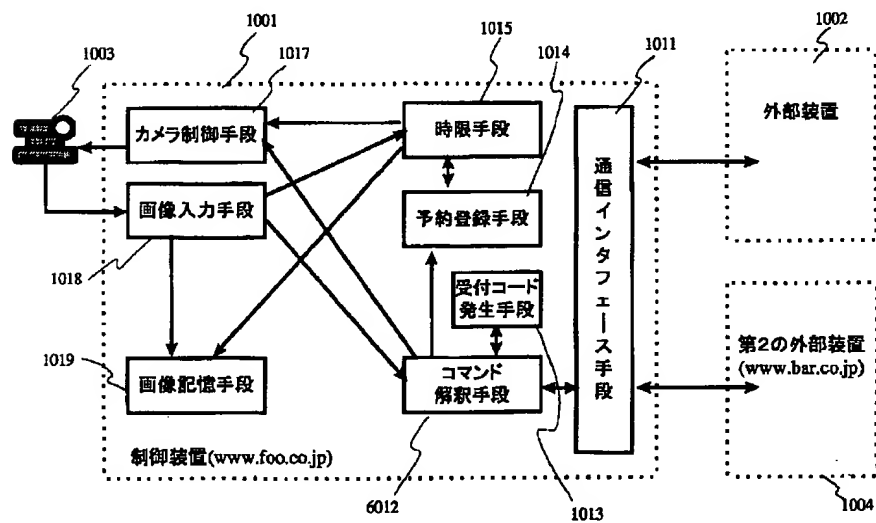 1001
1003
1017
1015
1014
1011
1002
カメラ制御手段
時限手段
外部装置
画像入力手段
予約登録手段
通信インタフェース手段
1018
受付コード
発生手段
1019
画像記憶手段
コマンド
解釈手段
第2の外部装置
(www.bar.co.jp)
制御装置(www.foo.co.jp)
6012
1013
1004